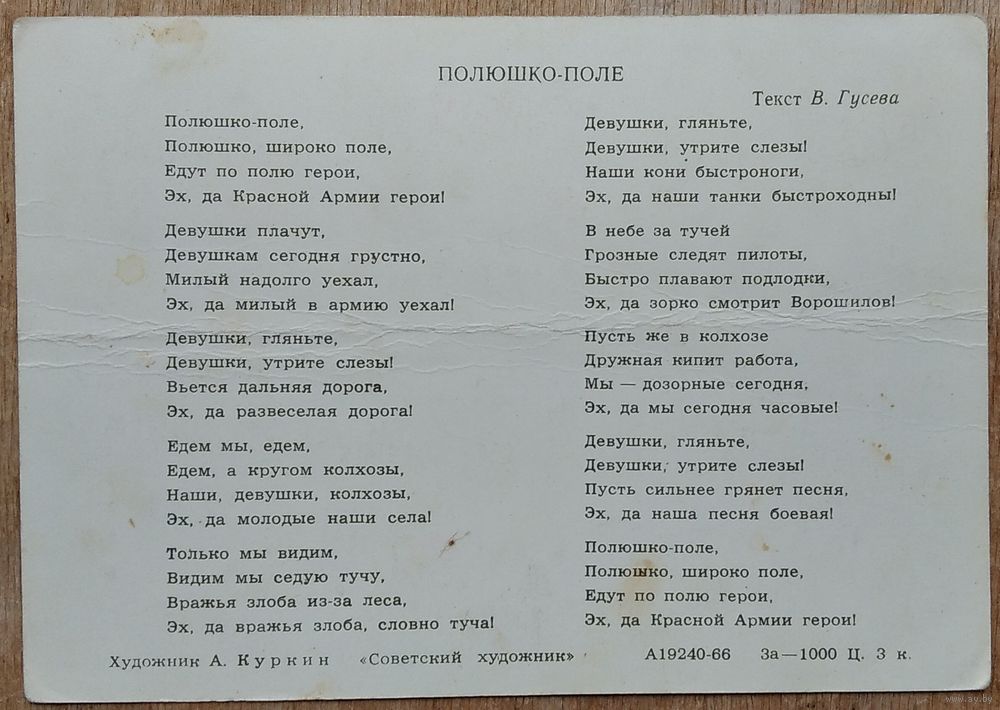 ПОЛЮШКО-ПОЛЕ
Текст В. Гусева
Полюшко-поле,
Полюшко, широко поле,
Едут по полю герои,
Эх, да Красной Армии герои!
Девушки плачут,
Девушкам сегодня грустно,
Милый надолго уехал,
Эх, да милый в армию уехал!
Девушки, гляньте,
Девушки, утрите слезы!
Вьется дальняя дорога,
Эх, да развеселая дорога!
Едем мы, едем,
Едем, а кругом колхозы,
Наши, девушки, колхозы,
Эх, да молодые наши села!
Только мы видим,
Видим мы седую тучу,
Вражья злоба из-за леса,
Эх, да вражья злоба, словно туча!
Девушки, гляньте,
Девушки, утрите слезы!
Наши кони быстроноги,
Эх, да наши танки быстроходны!
В небе за тучей
Грозные следят пилоты,
Быстро плавают подлодки,
Эх, да зорко смотрит Ворошилов!
Пусть же в колхозе
Дружная кипит работа,
Мы — дозорные сегодня,
Эх, да мы сегодня часовые!
Девушки, гляньте,
Девушки, утрите слезы!
Пусть сильнее грянет песня,
Эх, да наша песня боевая!
Полюшко-поле,
Полюшко, широко поле,
Едут по полю герои,
Эх, да Красной Армии герои!
Художник А. Куркин «Советский художник» А19240-66 За—1000 Ц. 3 к.
www.ay.by